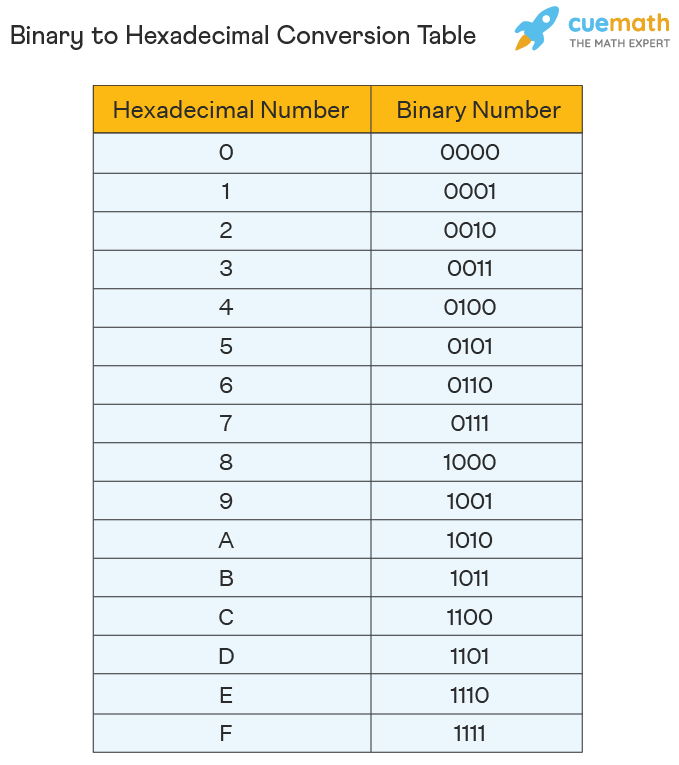 Binary to Hexadecimal Conversion Table
cuemath
THE MATH EXPERT
Hexadecimal Number Binary Number
0 0000
1 0001
2 0010
3 0011
4 0100
5 0101
6 0110
7 0111
8 1000
9 1001
A 1010
B 1011
C 1100
D 1101
E 1110
F 1111